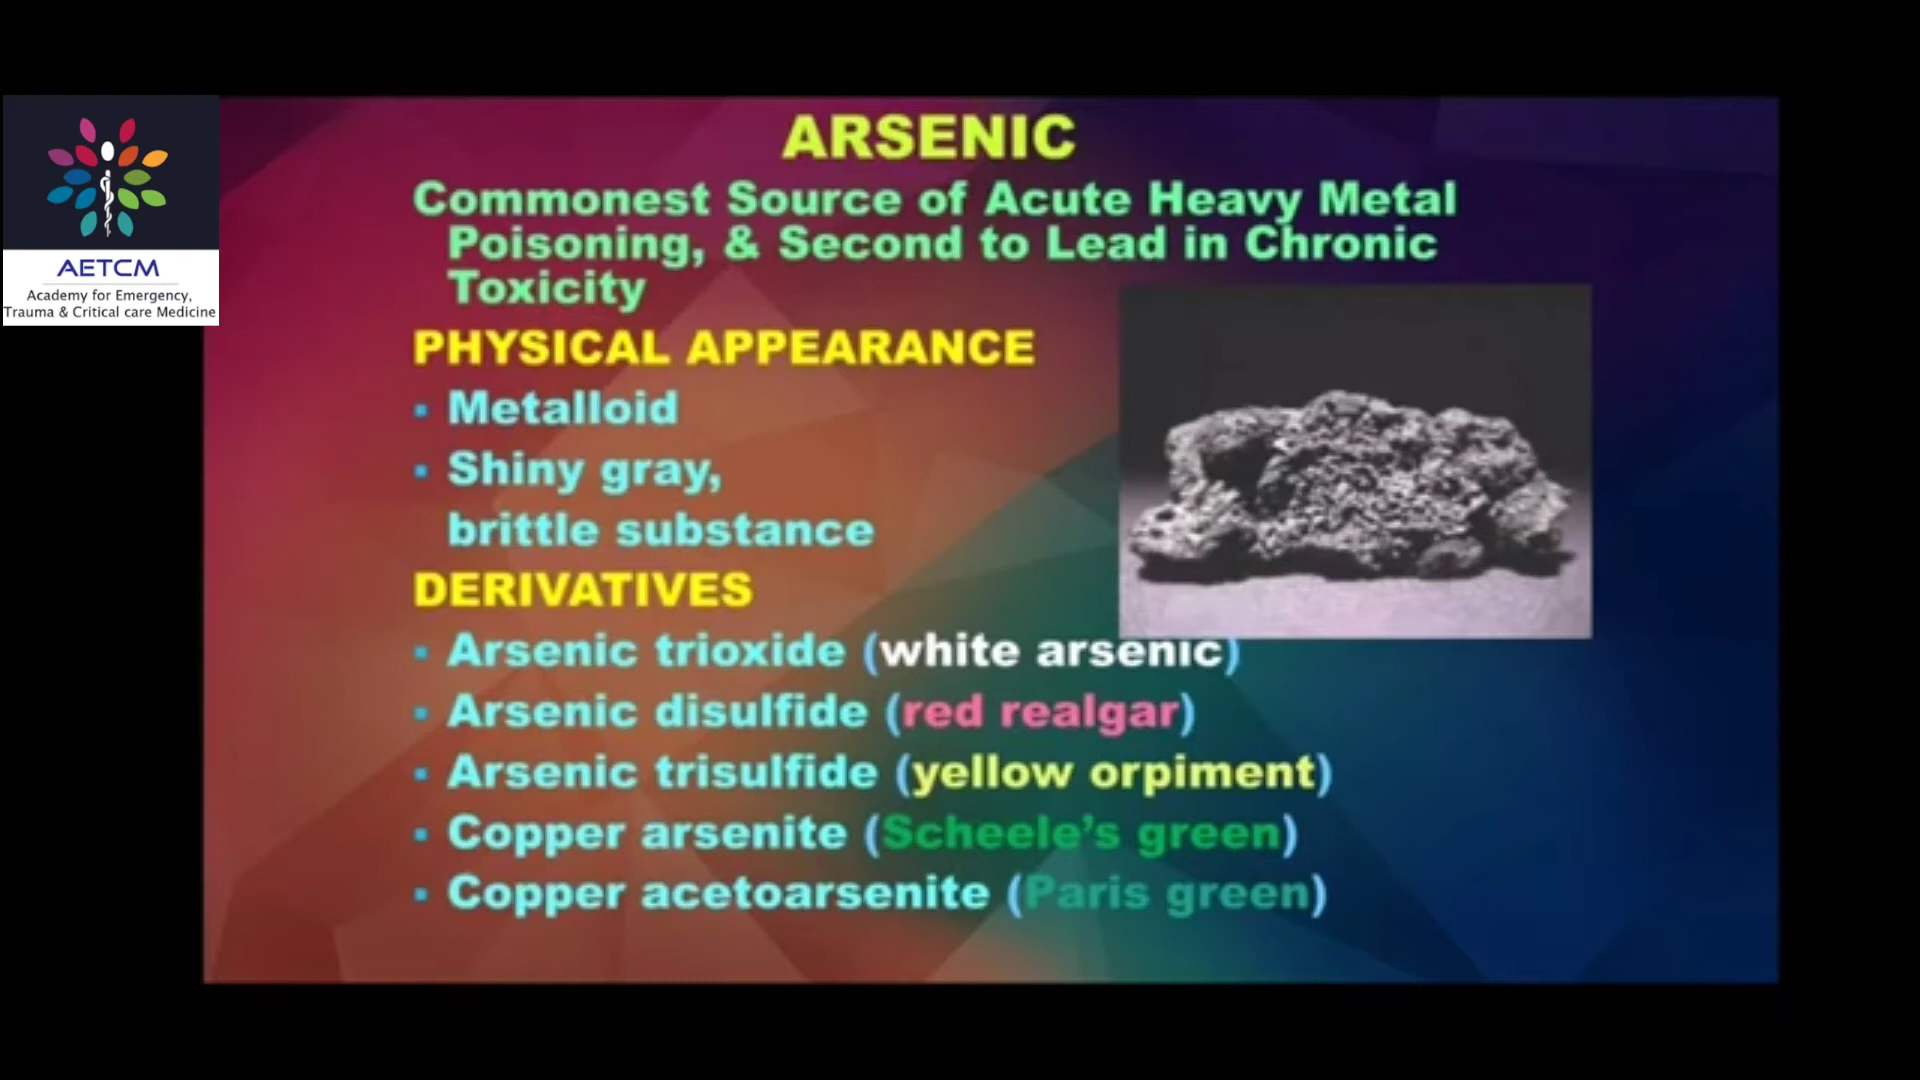 AETCM
Academy for Emergency,
Trauma & Critical care Medicine
ARSENIC
Commonest Source of Acute Heavy Metal
Poisoning, & Second to Lead in Chronic
Toxicity
PHYSICAL APPEARANCE
▪ Metalloid
▪ Shiny gray,
brittle substance
DERIVATIVES
▪ Arsenic trioxide (white arsenic)
▪ Arsenic disulfide (red realgar)
▪ Arsenic trisulfide (yellow orpiment)
▪ Copper arsenite (Scheele’s green)
▪ Copper acetoarsenite (Paris green)